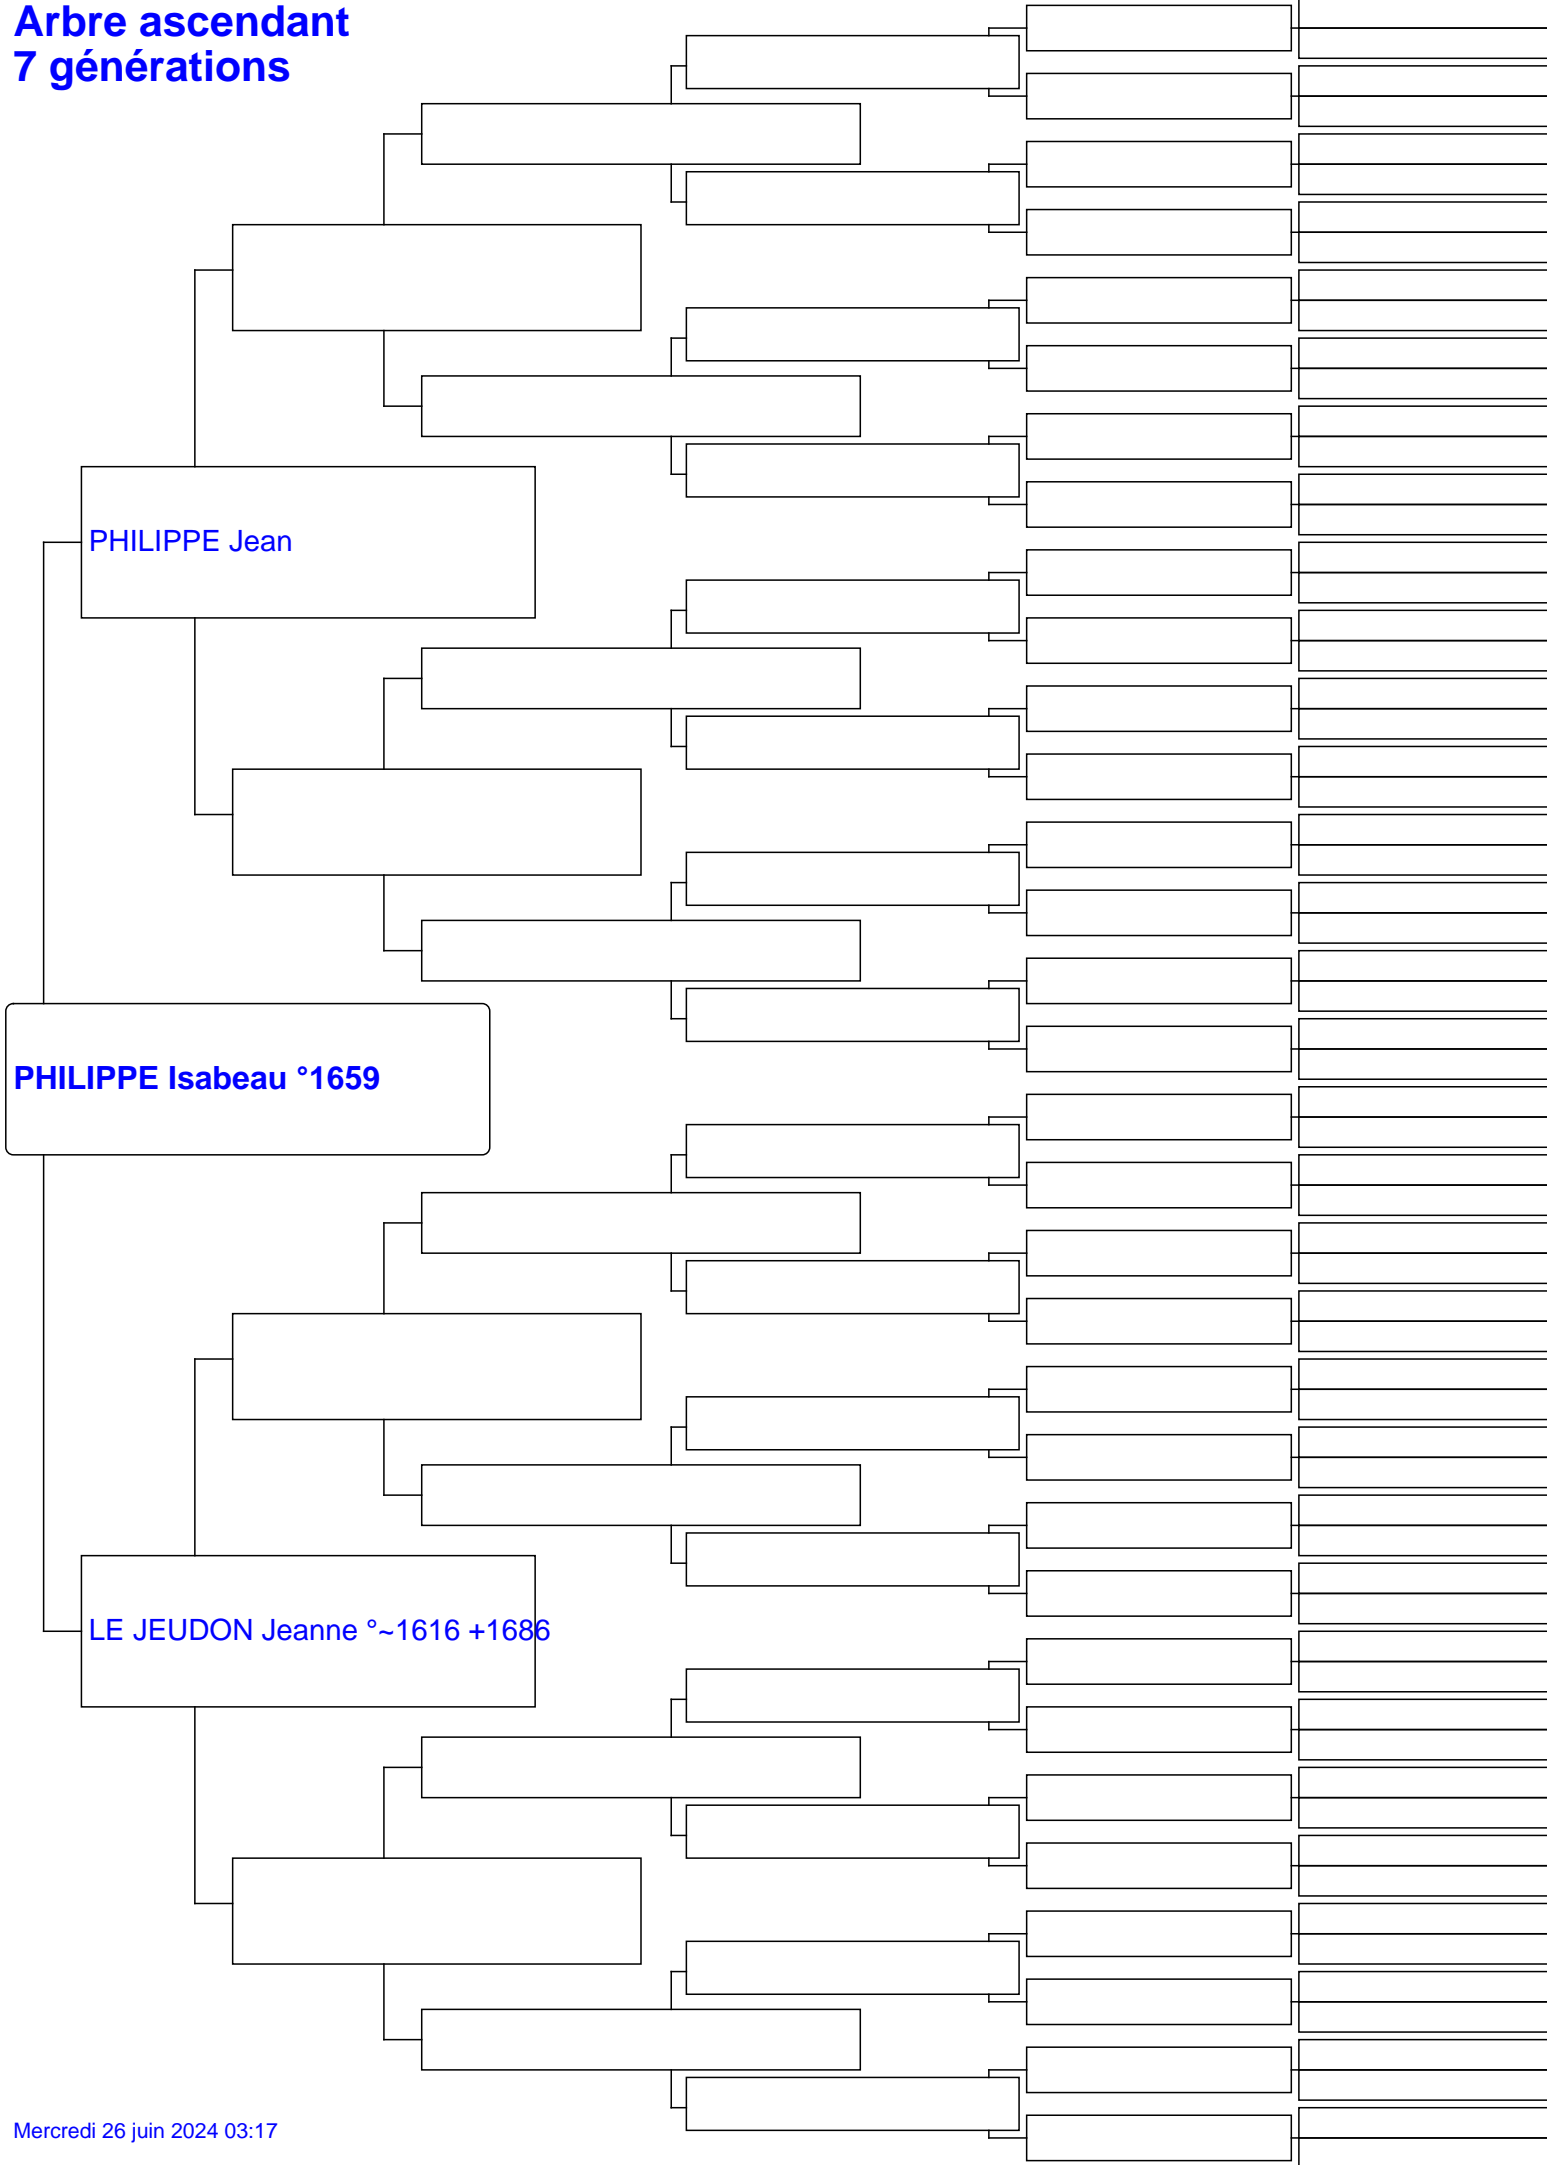 Arbre ascendant
7 générations
PHILIPPE Jean
PHILIPPE Isabeau °1659
LE JEUDON Jeanne °~1616 +1686
Mercredi 26 juin 2024 03:17